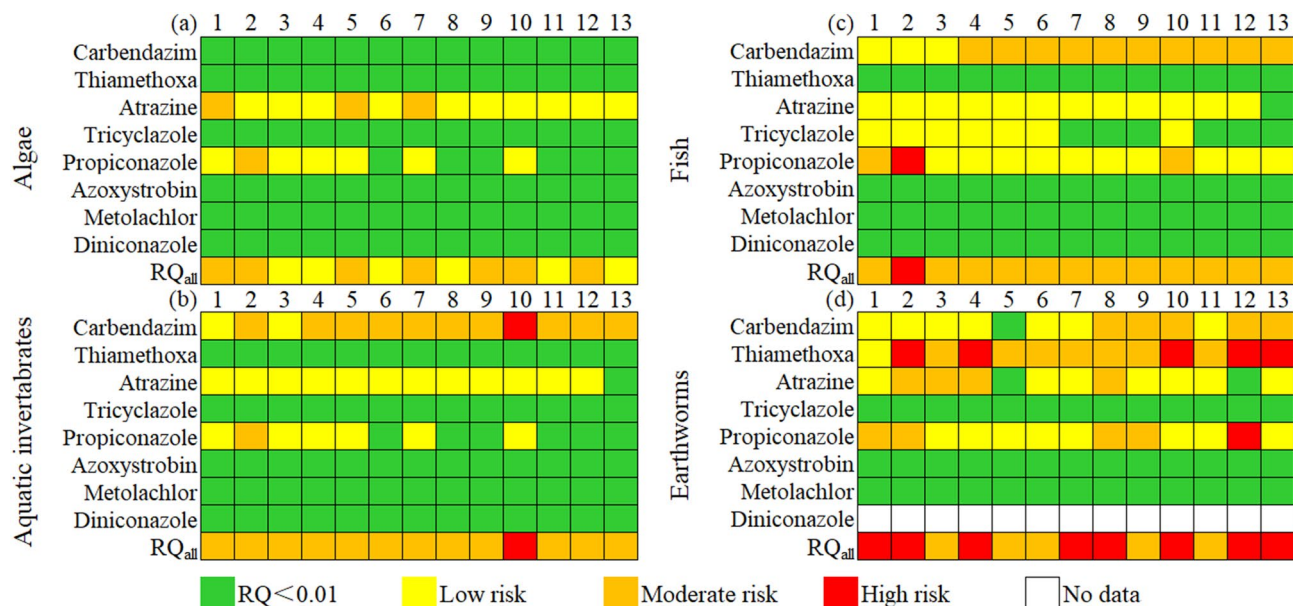 (a) 1 2 3 4 5 6 7 8 9 10 11 12 13
Algae
Carbendazim
Thiamethoxa
Atrazine
Tricyclazole
Propiconazole
Azoxystrobin
Metolachlor
Diniconazole
RQall
(b) 1 2 3 4 5 6 7 8 9 10 11 12 13
Aquatic invertabrates
Carbendazim
Thiamethoxa
Atrazine
Tricyclazole
Propiconazole
Azoxystrobin
Metolachlor
Diniconazole
RQall
(c) 1 2 3 4 5 6 7 8 9 10 11 12 13
Fish
Carbendazim
Thiamethoxa
Atrazine
Tricyclazole
Propiconazole
Azoxystrobin
Metolachlor
Diniconazole
RQall
(d) 1 2 3 4 5 6 7 8 9 10 11 12 13
Earthworms
Carbendazim
Thiamethoxa
Atrazine
Tricyclazole
Propiconazole
Azoxystrobin
Metolachlor
Diniconazole
RQall
RQ＜0.01 Low risk Moderate risk High risk No data